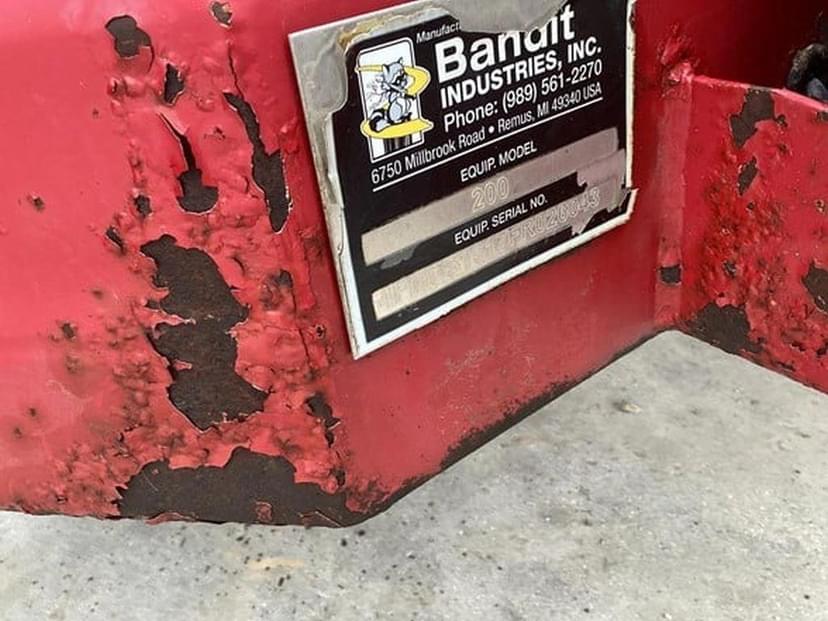 Manufact
Bandit
INDUSTRIES, INC.
Phone: (989) 561-2270
6750 Millbrook Road • Remus, MI 49340 USA
EQUIP. MODEL
200
EQUIP. SERIAL NO.